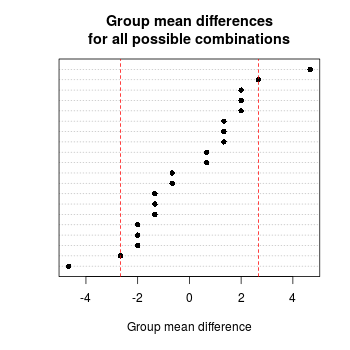 Group mean differences
for all possible combinations
-4 -2 0 2 4
Group mean difference